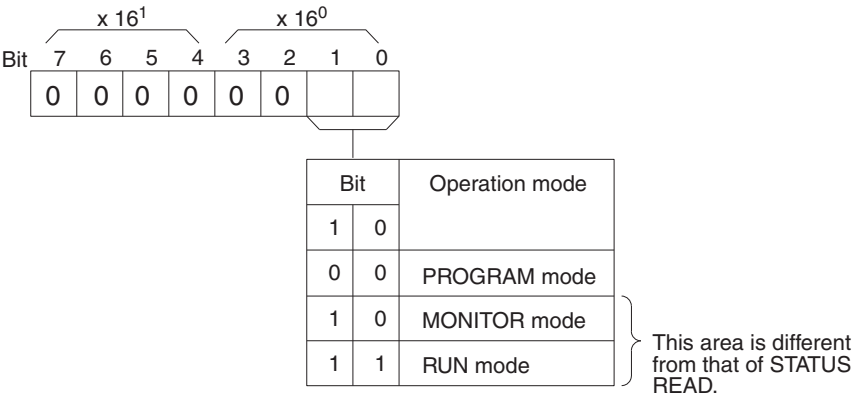 x 16¹ x 16⁰
Bit 7 6 5 4 3 2 1 0
0 0 0 0 0 0
Bit Operation mode
1 0
0 0 PROGRAM mode
1 0 MONITOR mode
1 1 RUN mode
This area is different
from that of STATUS
READ.